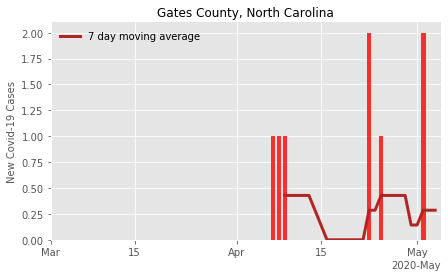 Gates County, North Carolina
7 day moving average
New Covid-19 Cases
2.00
1.75
1.50
1.25
1.00
0.75
0.50
0.25
0.00
Mar
15
Apr
15
May
2020-May